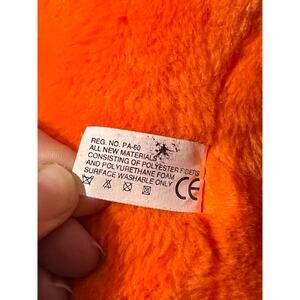 REG. NO. PA-60
ALL NEW MATERIALS
CONSISTING OF POLYESTER FIBERS
AND POLYURETHANE FOAM
SURFACE WASHABLE ONLY
CE